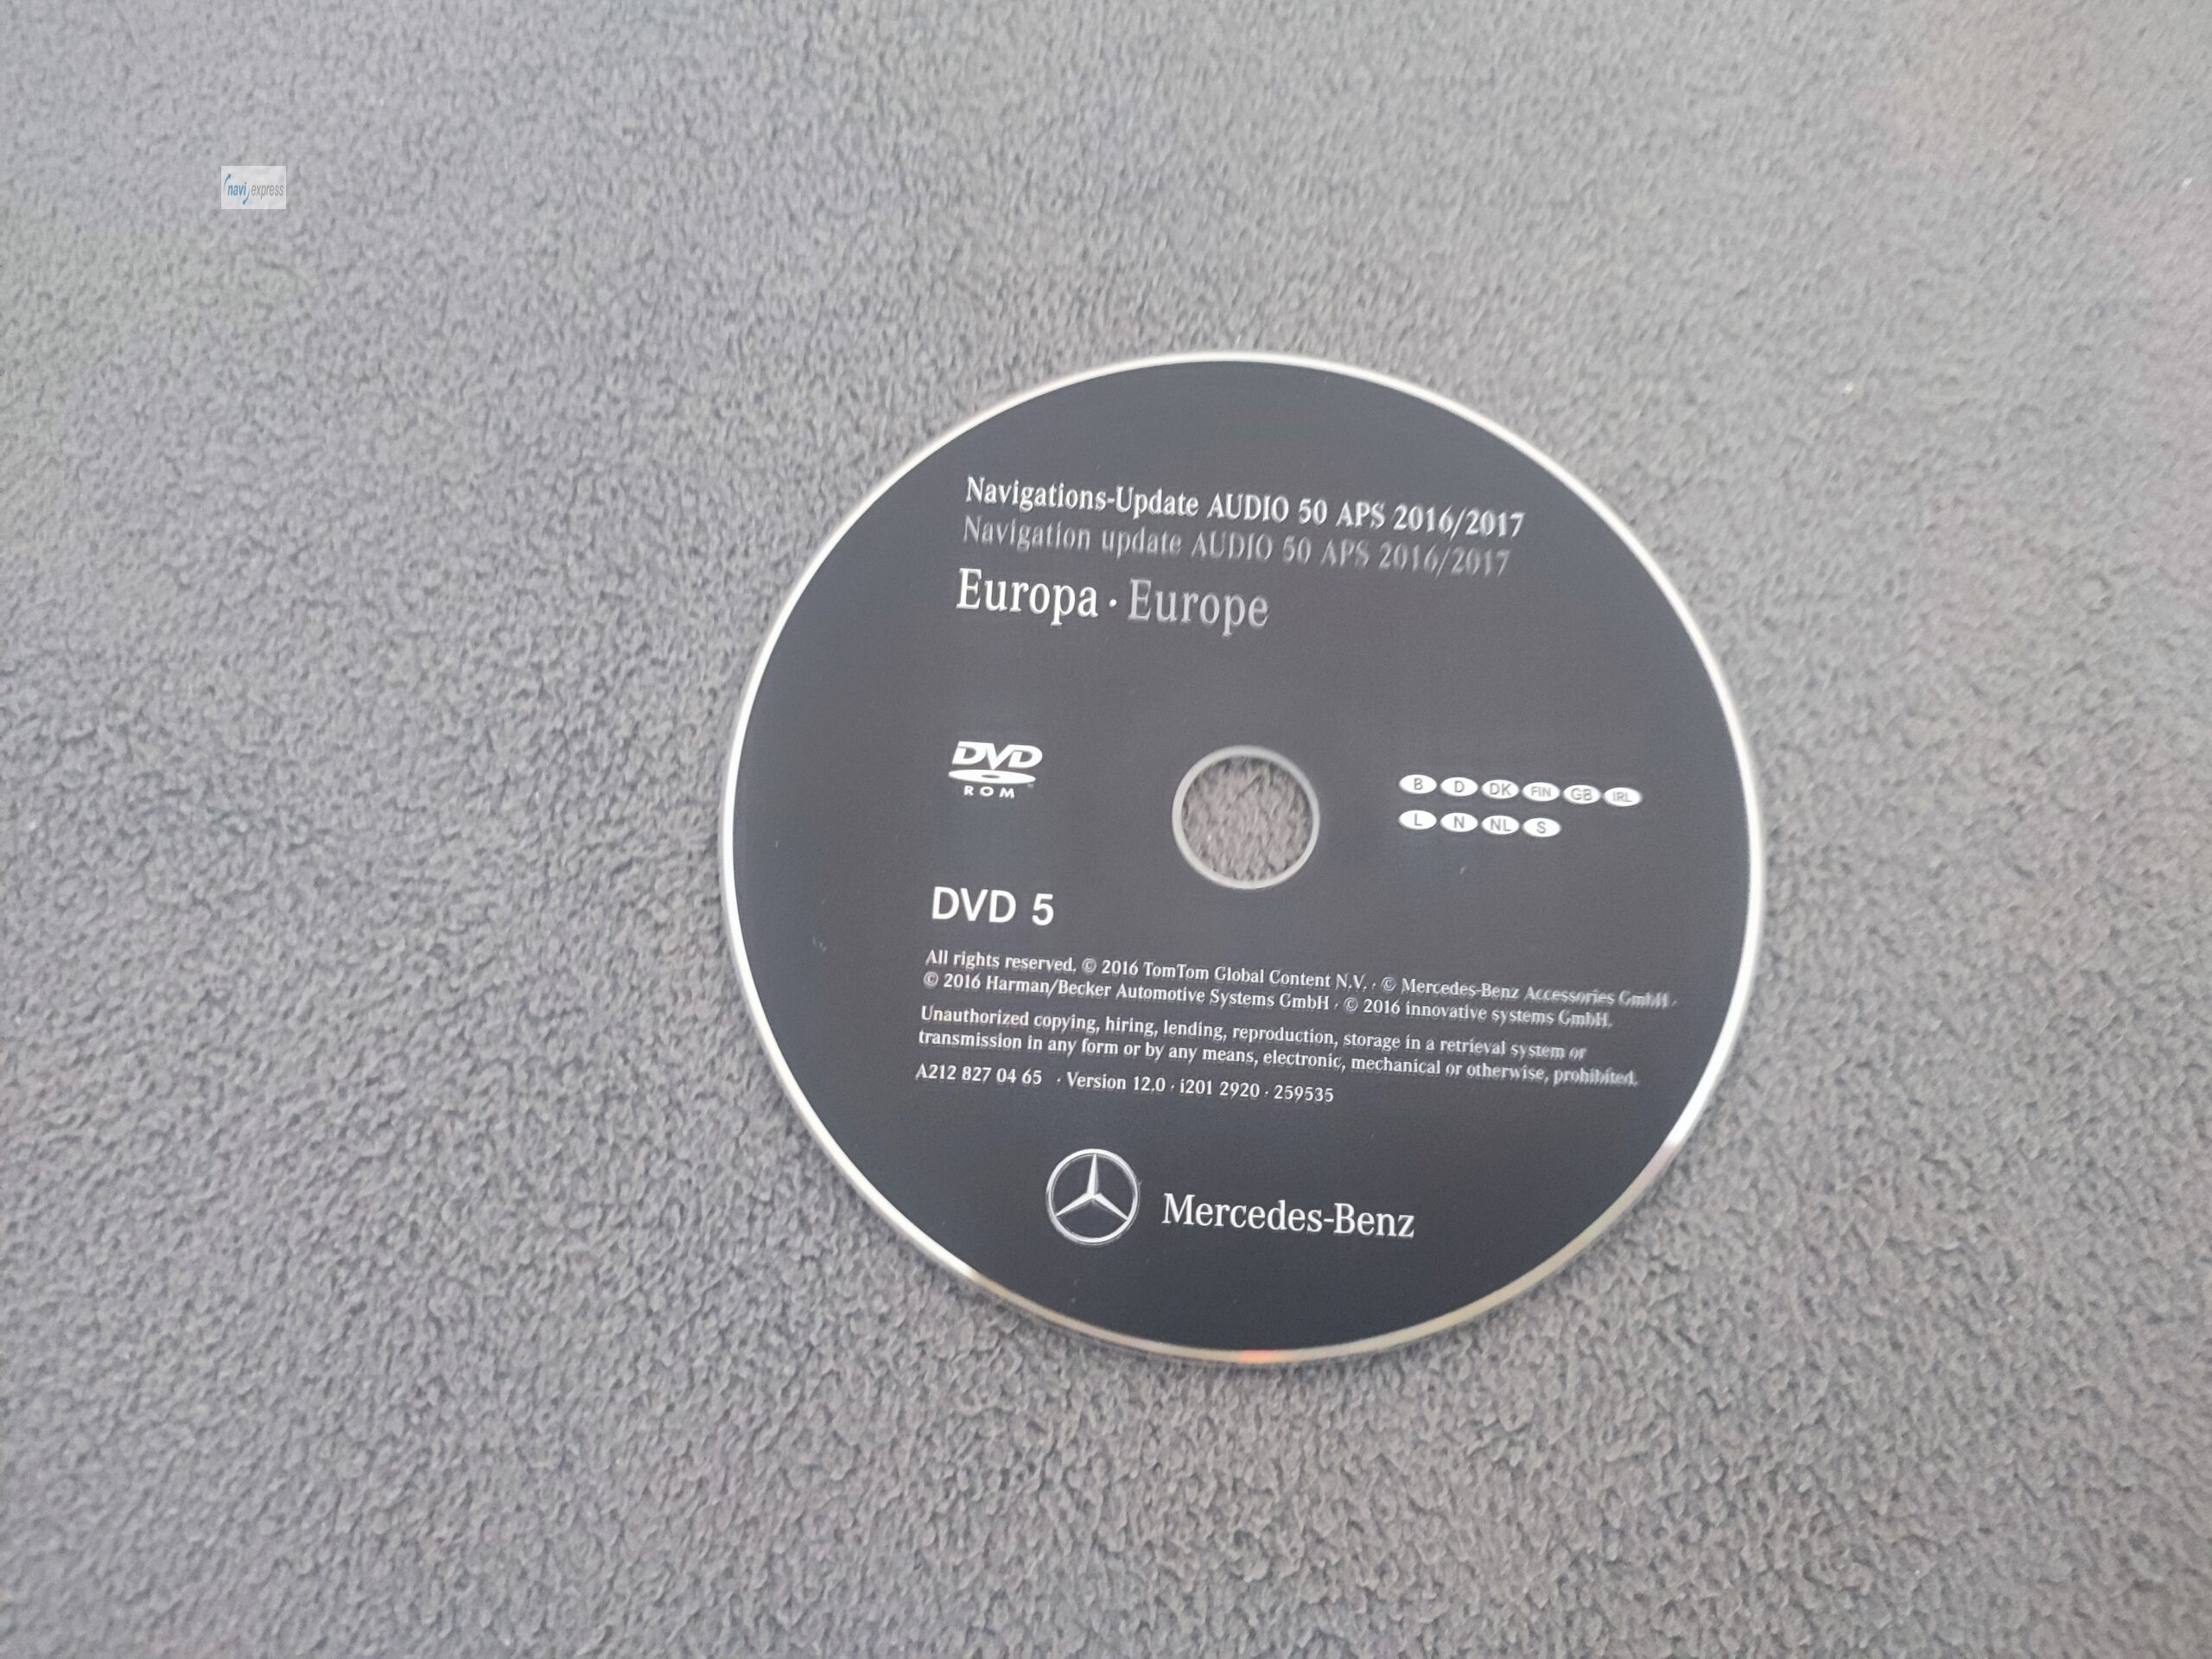 navi express
Navigations-Update AUDIO 50 APS 2016/2017
Navigation update AUDIO 50 APS 2016/2017
Europa · Europe
DVD
ROM
B D DK FIN GB IRL
L N NL S
DVD 5
All rights reserved. © 2016 TomTom Global Content N.V. · © Mercedes-Benz Accessories GmbH ·
© 2016 Harman/Becker Automotive Systems GmbH · © 2016 innovative systems GmbH.
Unauthorized copying, hiring, lending, reproduction, storage in a retrieval system or
transmission in any form or by any means, electronic, mechanical or otherwise, prohibited.
A212 827 04 65 · Version 12.0 · i201 2920 · 259535
Mercedes-Benz